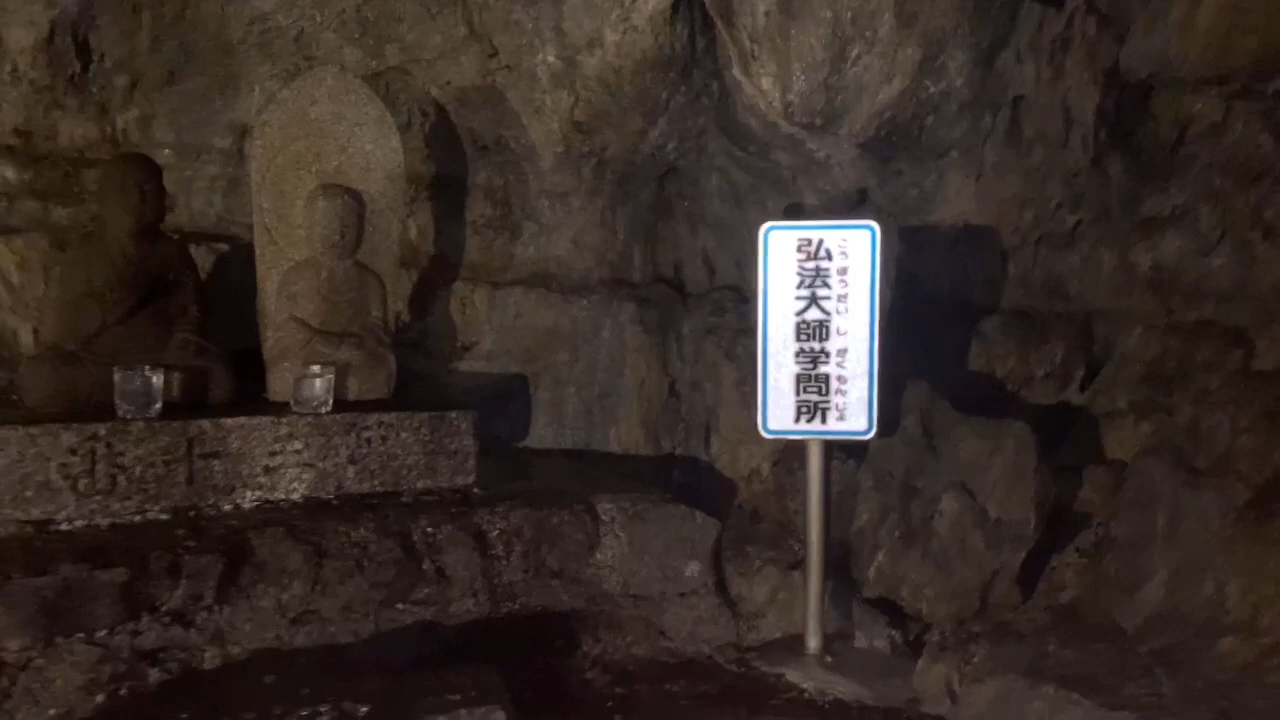 弘法大師学問所
こうぼうだいし がくもんじょ